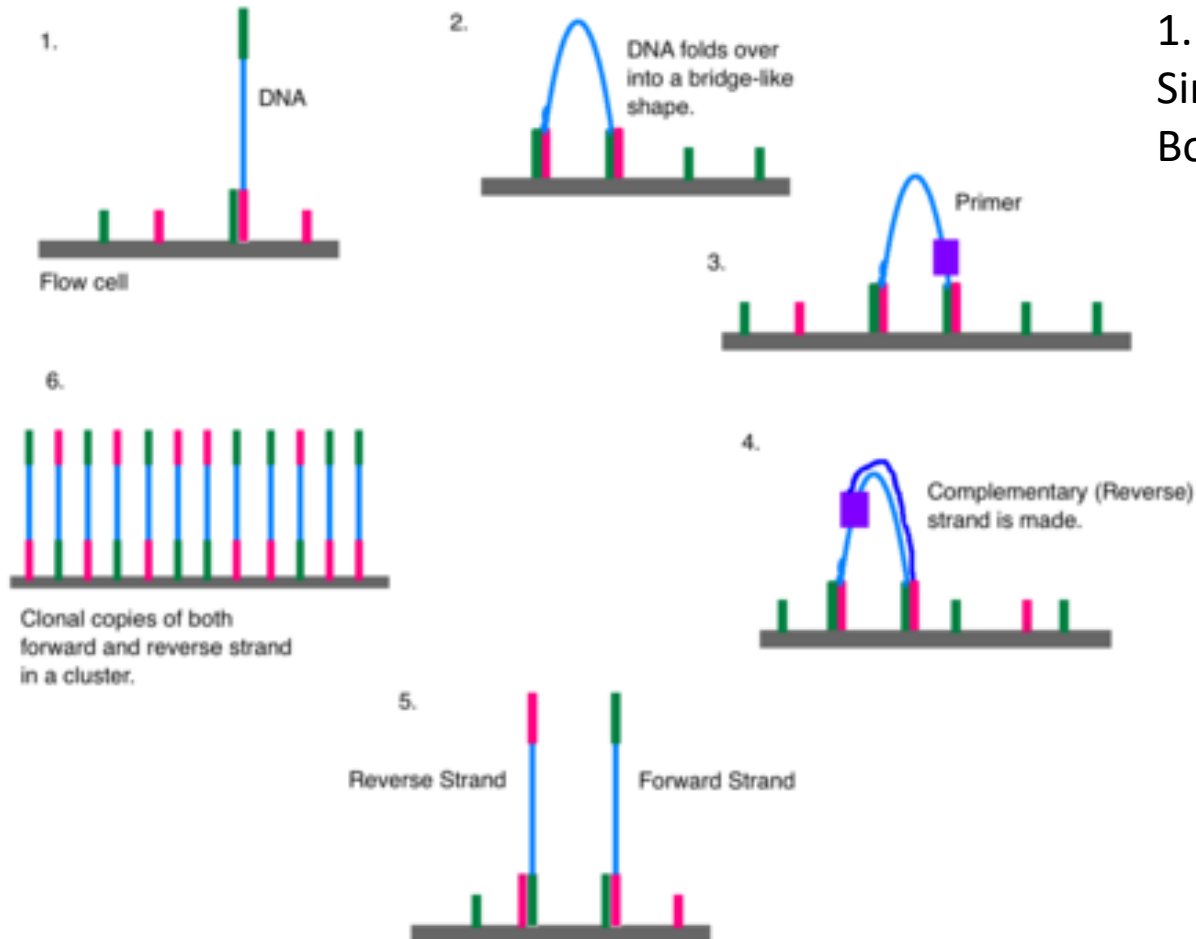 1.
DNA
Flow cell
2.
DNA folds over
into a bridge-like
shape.
1.
3.
Primer
4.
Complementary (Reverse)
strand is made.
5.
Reverse Strand
Forward Strand
6.
Clonal copies of both
forward and reverse strand
in a cluster.